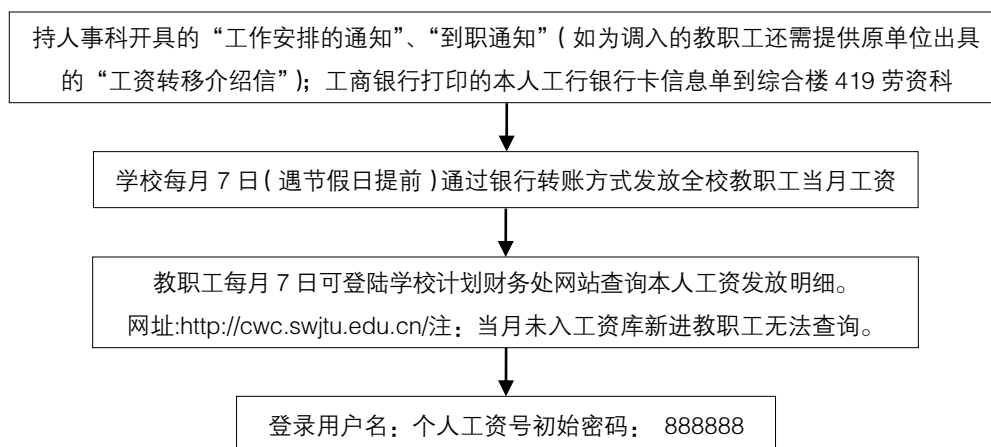 持人事科开具的“工作安排的通知”、“到职通知”(如为调入的教职工还需提供原单位出具
的“工资转移介绍信”);工商银行打印的本人工行银行卡信息单到综合楼 419 劳资科
学校每月 7 日(遇节假日提前)通过银行转账方式发放全校教职工当月工资
教职工每月 7 日可登陆学校计划财务处网站查询本人工资发放明细。
网址:http://cwc.swjtu.edu.cn/注：当月未入工资库新进教职工无法查询。
登录用户名：个人工资号初始密码： 888888